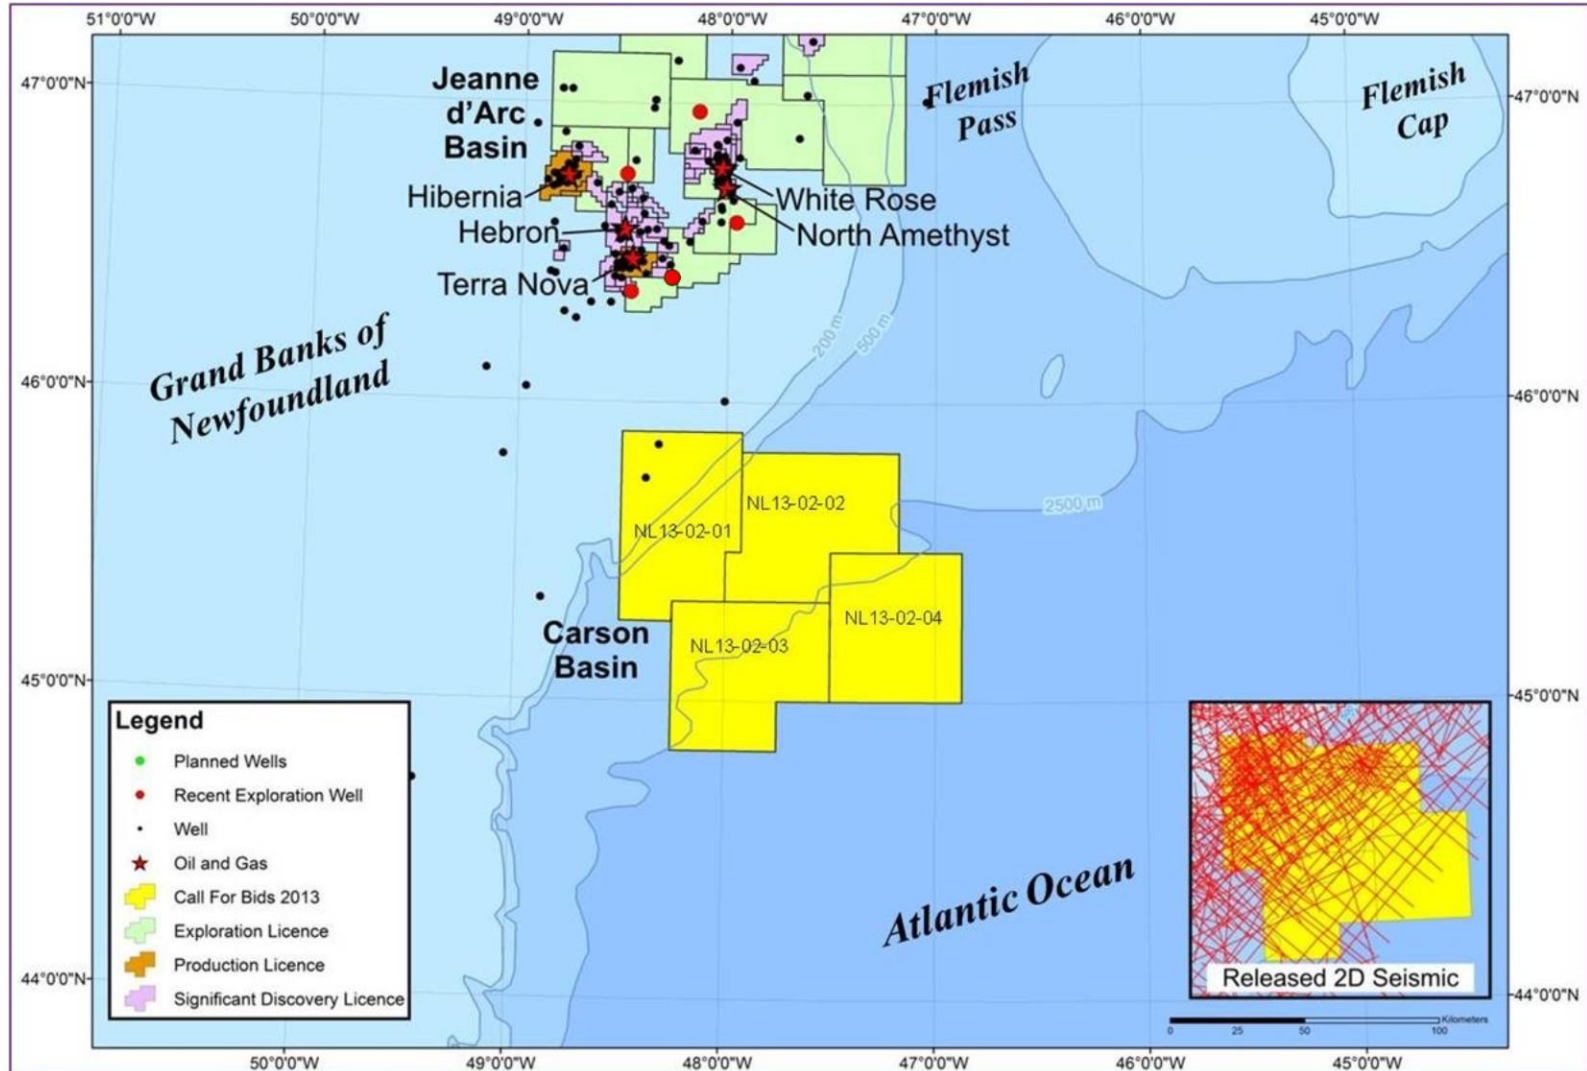 51°0'0"W
50°0'0"W
49°0'0"W
48°0'0"W
47°0'0"W
46°0'0"W
45°0'0"W
47°0'0"N
47°0'0"N
Jeanne
d'Arc
Basin
Flemish
Pass
Flemish
Cap
Hibernia
White Rose
Hebron
North Amethyst
Terra Nova
200 m
500 m
Grand Banks of
Newfoundland
46°0'0"N
46°0'0"N
NL13-02-02
2500 m
NL13-02-01
NL13-02-04
Carson
Basin
NL13-02-03
45°0'0"N
45°0'0"N
Legend
Planned Wells
Recent Exploration Well
Well
Oil and Gas
Call For Bids 2013
Exploration Licence
Production Licence
Significant Discovery Licence
Atlantic Ocean
Released 2D Seismic
44°0'0"N
44°0'0"N
Kilometers
0 25 50 100
50°0'0"W
49°0'0"W
48°0'0"W
47°0'0"W
46°0'0"W
45°0'0"W